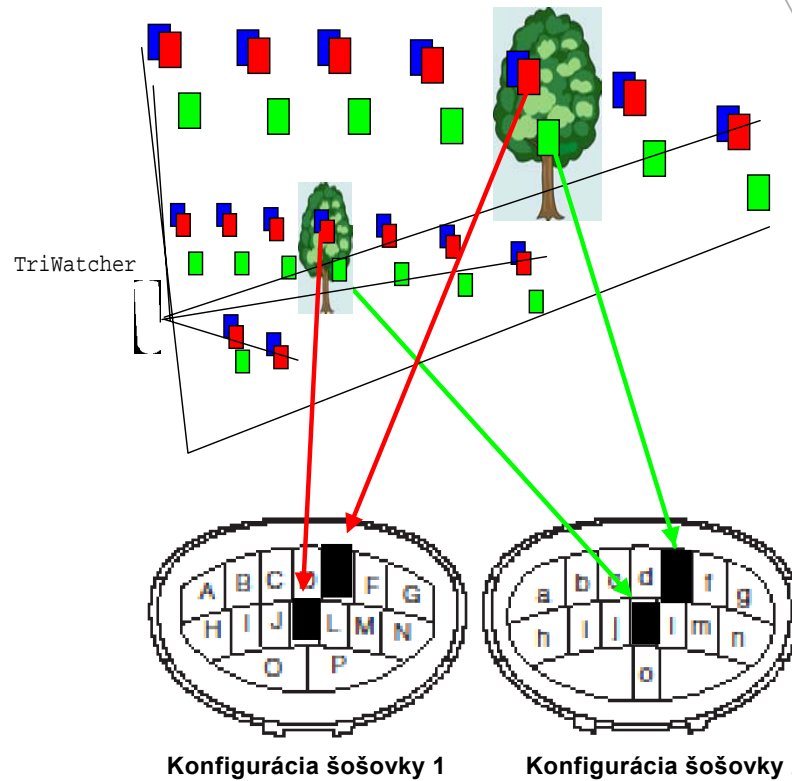 TriWatcher
A B C D F G
H I J L M N
O P
a b c d f g
h i j l m n
o
Konfigurácia šošovky 1
Konfigurácia šošovky